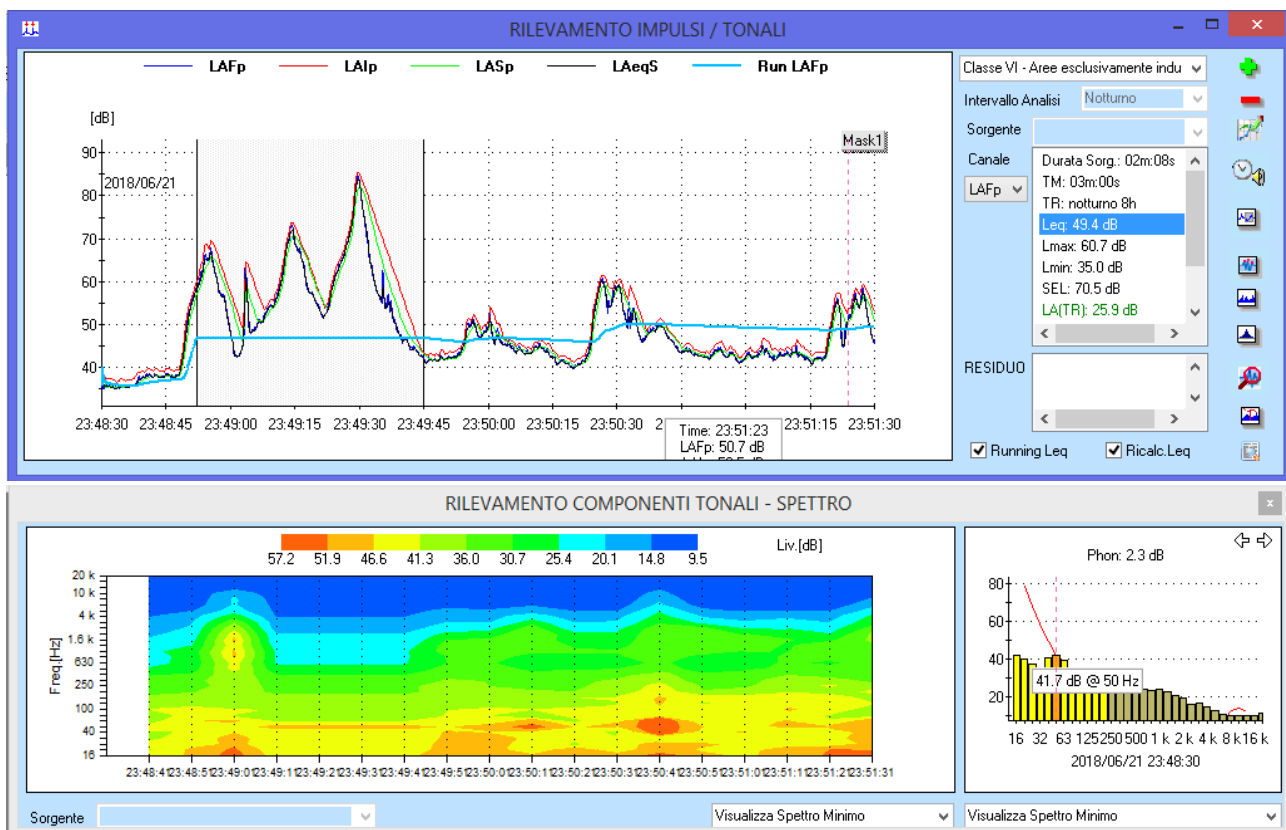 RILEVAMENTO IMPULSI / TONALI
LAFp LAIp LASp LAeqS Run LAFp
[dB]
90
80
70
60
50
40
2018/06/21
Mask1
23:48:30 23:48:45 23:49:00 23:49:15 23:49:30 23:49:45 23:50:00 23:50:15 23:50:30 2 23:51:15 23:51:30
Time: 23:51:23
LAFp: 50.7 dB
Classe VI - Aree esclusivamente indu
Intervallo Analisi Notturno
Sorgente
Canale
LAFp
Durata Sorg.: 02m:08s
TM: 03m:00s
TR: notturno 8h
Leq: 49.4 dB
Lmax: 60.7 dB
Lmin: 35.0 dB
SEL: 70.5 dB
LA(TR): 25.9 dB
RESIDUO
Running Leq Ricalc.Leq
RILEVAMENTO COMPONENTI TONALI - SPETTRO
57.2 51.9 46.6 41.3 36.0 30.7 25.4 20.1 14.8 9.5
Liv.[dB]
Freq.[Hz]
20 k
10 k
4 k
1.6 k
630
250
100
40
16
23:48:41 23:48:51 23:49:01 23:49:11 23:49:21 23:49:31 23:49:41 23:49:51 23:50:01 23:50:11 23:50:21 23:50:31 23:50:41 23:50:51 23:51:01 23:51:11 23:51:21 23:51:31
Sorgente
Visualizza Spettro Minimo
Phon: 2.3 dB
80
60
40
20
41.7 dB @ 50 Hz
16 32 63 125 250 500 1 k 2 k 4 k 8 k 16 k
2018/06/21 23:48:30
Visualizza Spettro Minimo